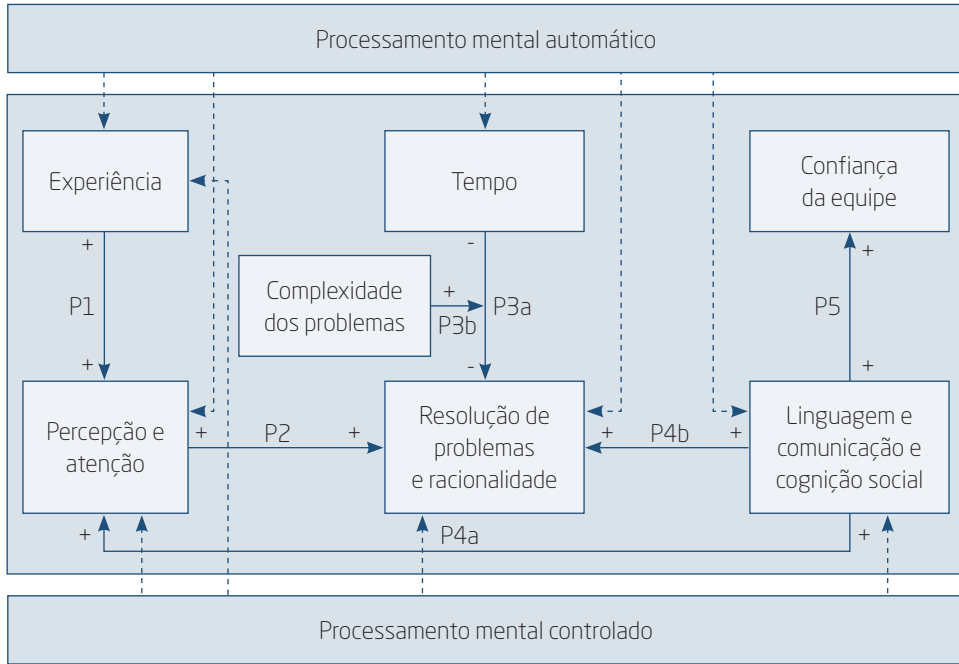 Processamento mental automático
Experiência
Tempo
Confiança
da equipe
+
-
+
Complexidade
dos problemas
+
P1
P3b
P3a
P5
+
-
+
Percepção e
atenção
+
P2
+
Resolução de
problemas
e racionalidade
+
P4b
+
Linguagem e
comunicação e
cognição social
+
P4a
+
Processamento mental controlado